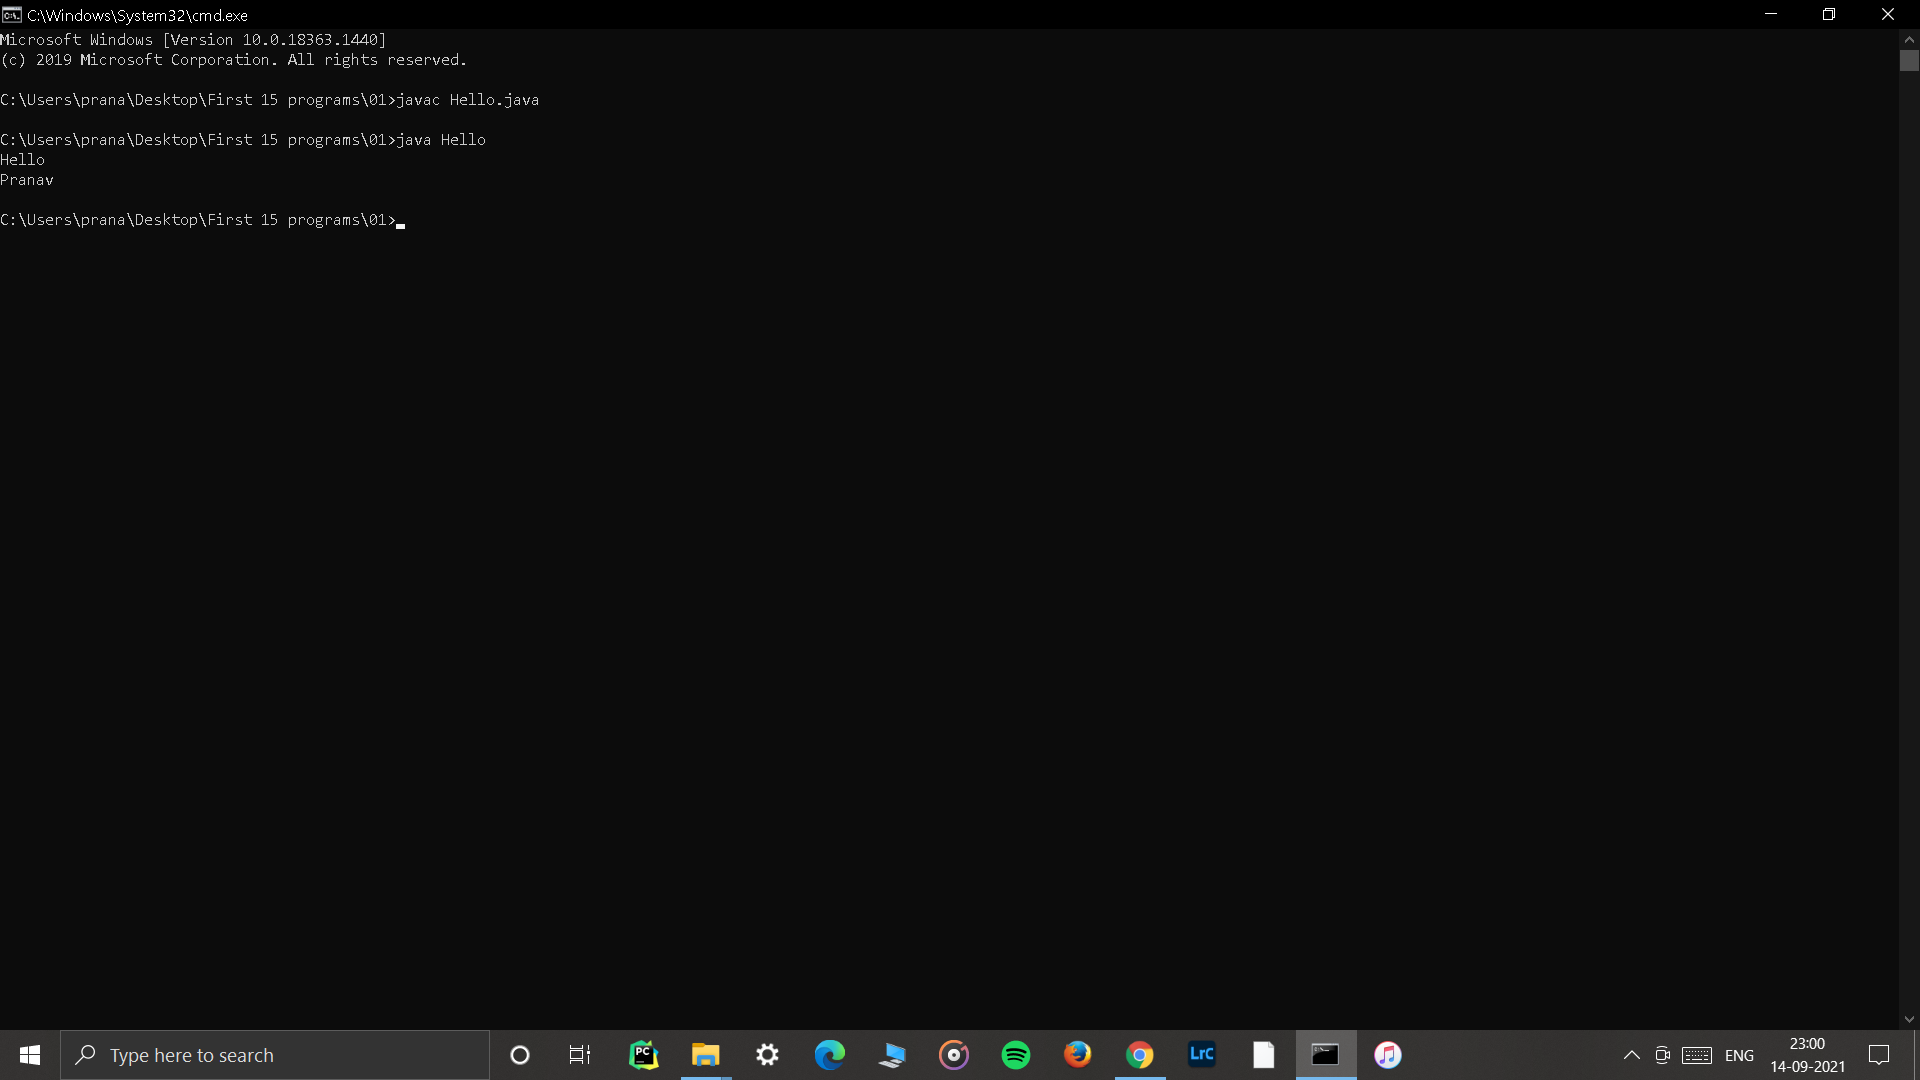 C:\Windows\System32\cmd.exe
Microsoft Windows [Version 10.0.18363.1440]
(c) 2019 Microsoft Corporation. All rights reserved.
C:\Users\prana\Desktop\First 15 programs\01>javac Hello.java
C:\Users\prana\Desktop\First 15 programs\01>java Hello
Hello
Pranav
C:\Users\prana\Desktop\First 15 programs\01>
Type here to search
PC
LrC
ENG
23:00
14-09-2021